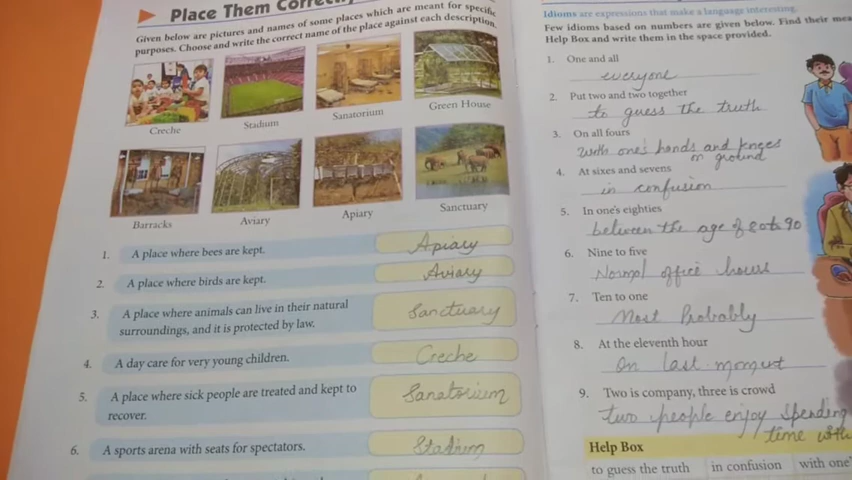 Place Them
Given below are pictures and names of some places which are meant for specific
purposes. Choose and write the correct name of the place against each description.
Creche
Stadium
Sanatorium
Green House
Barracks
Aviary
Apiary
Sanctuary
1. A place where bees are kept. Apiary
2. A place where birds are kept. Aviary
3. A place where animals can live in their natural
surroundings, and it is protected by law. Sanctuary
4. A day care for very young children. Creche
5. A place where sick people are treated and kept to
recover. Sanatorium
6. A sports arena with seats for spectators. Stadium
Idioms are expressions that make a language interesting.
Few idioms based on numbers are given below. Find their
Help Box and write them in the space provided.
1. One and all
everyone
2. Put two and two together
to guess the truth
3. On all fours
with one's hands and knees
on ground
4. At sixes and sevens
in confusion
5. In one's eighties
between the age of 80 to 90
6. Nine to five
Normal office hours
7. Ten to one
Most Probably
8. At the eleventh hour
On last moment
9. Two is company, three is crowd
two people enjoy spending
time with
Help Box
to guess the truth in confusion with one's